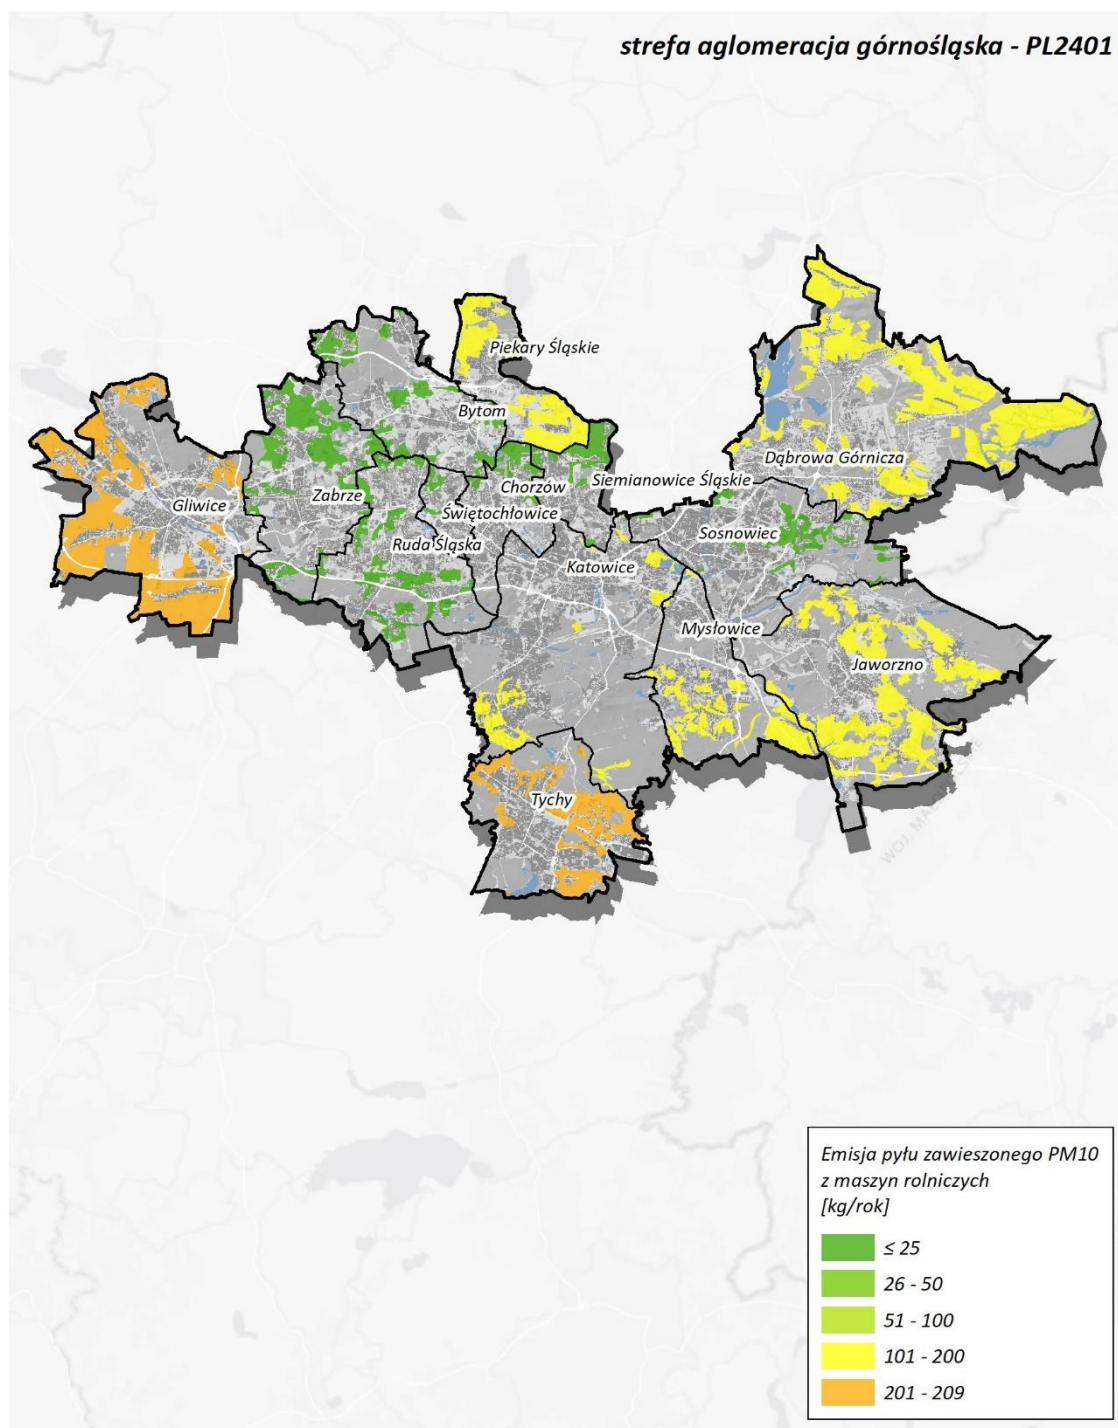 strefa aglomeracja górnośląska - PL2401
Piekary Śląskie
Bytom
Dąbrowa Górnicza
Siemianowice Śląskie
Chorzów
Zabrze
Gliwice
Świętochłowice
Sosnowiec
Ruda Śląska
Katowice
Mysłowice
Jaworzno
Tychy
Emisja pyłu zawieszonego PM10
z maszyn rolniczych
[kg/rok]
≤ 25
26 - 50
51 - 100
101 - 200
201 - 209